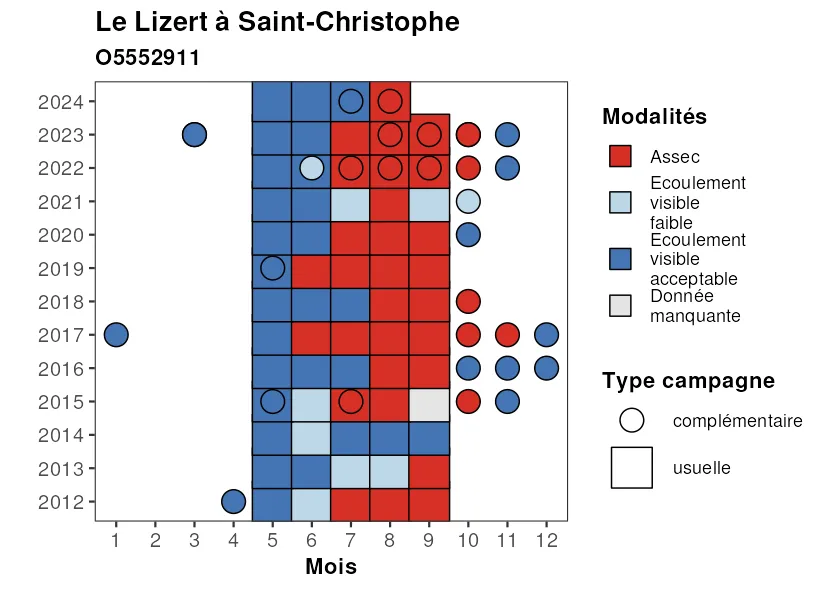 Le Lizert à Saint-Christophe
O5552911
2024
2023
2022
2021
2020
2019
2018
2017
2016
2015
2014
2013
2012
1 2 3 4 5 6 7 8 9 10 11 12
Mois
Modalités
Assec
Ecoulement
visible
faible
Ecoulement
visible
acceptable
Donnée
manquante
Type campagne
complémentaire
usuelle